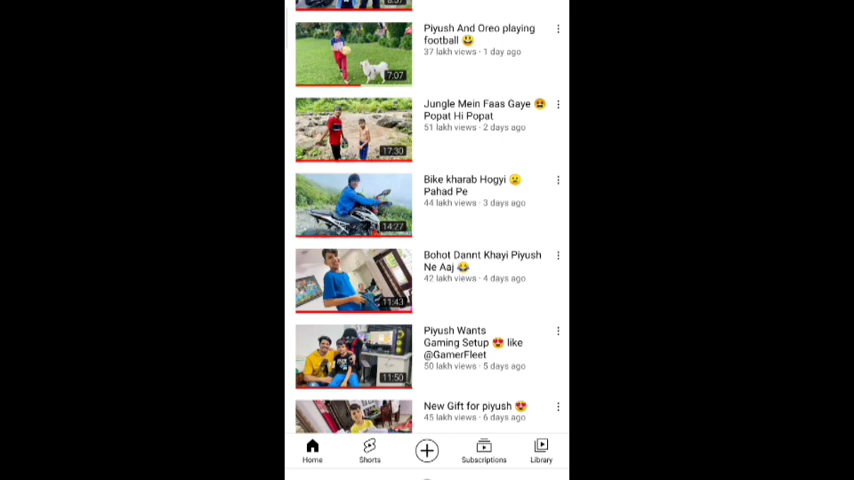 8:57
Piyush And Oreo playing
football 😃
37 lakh views · 1 day ago
7:07
Jungle Mein Faas Gaye 😫
Popat Hi Popat
51 lakh views · 2 days ago
17:30
Bike kharab Hogyi 😦
Pahad Pe
44 lakh views · 3 days ago
14:27
Bohot Dannt Khayi Piyush
Ne Aaj 😂
42 lakh views · 4 days ago
11:43
Piyush Wants
Gaming Setup 😍 like
@GamerFleet
50 lakh views · 5 days ago
11:50
New Gift for piyush 😍
45 lakh views · 6 days ago
Home
Shorts
Subscriptions
Library